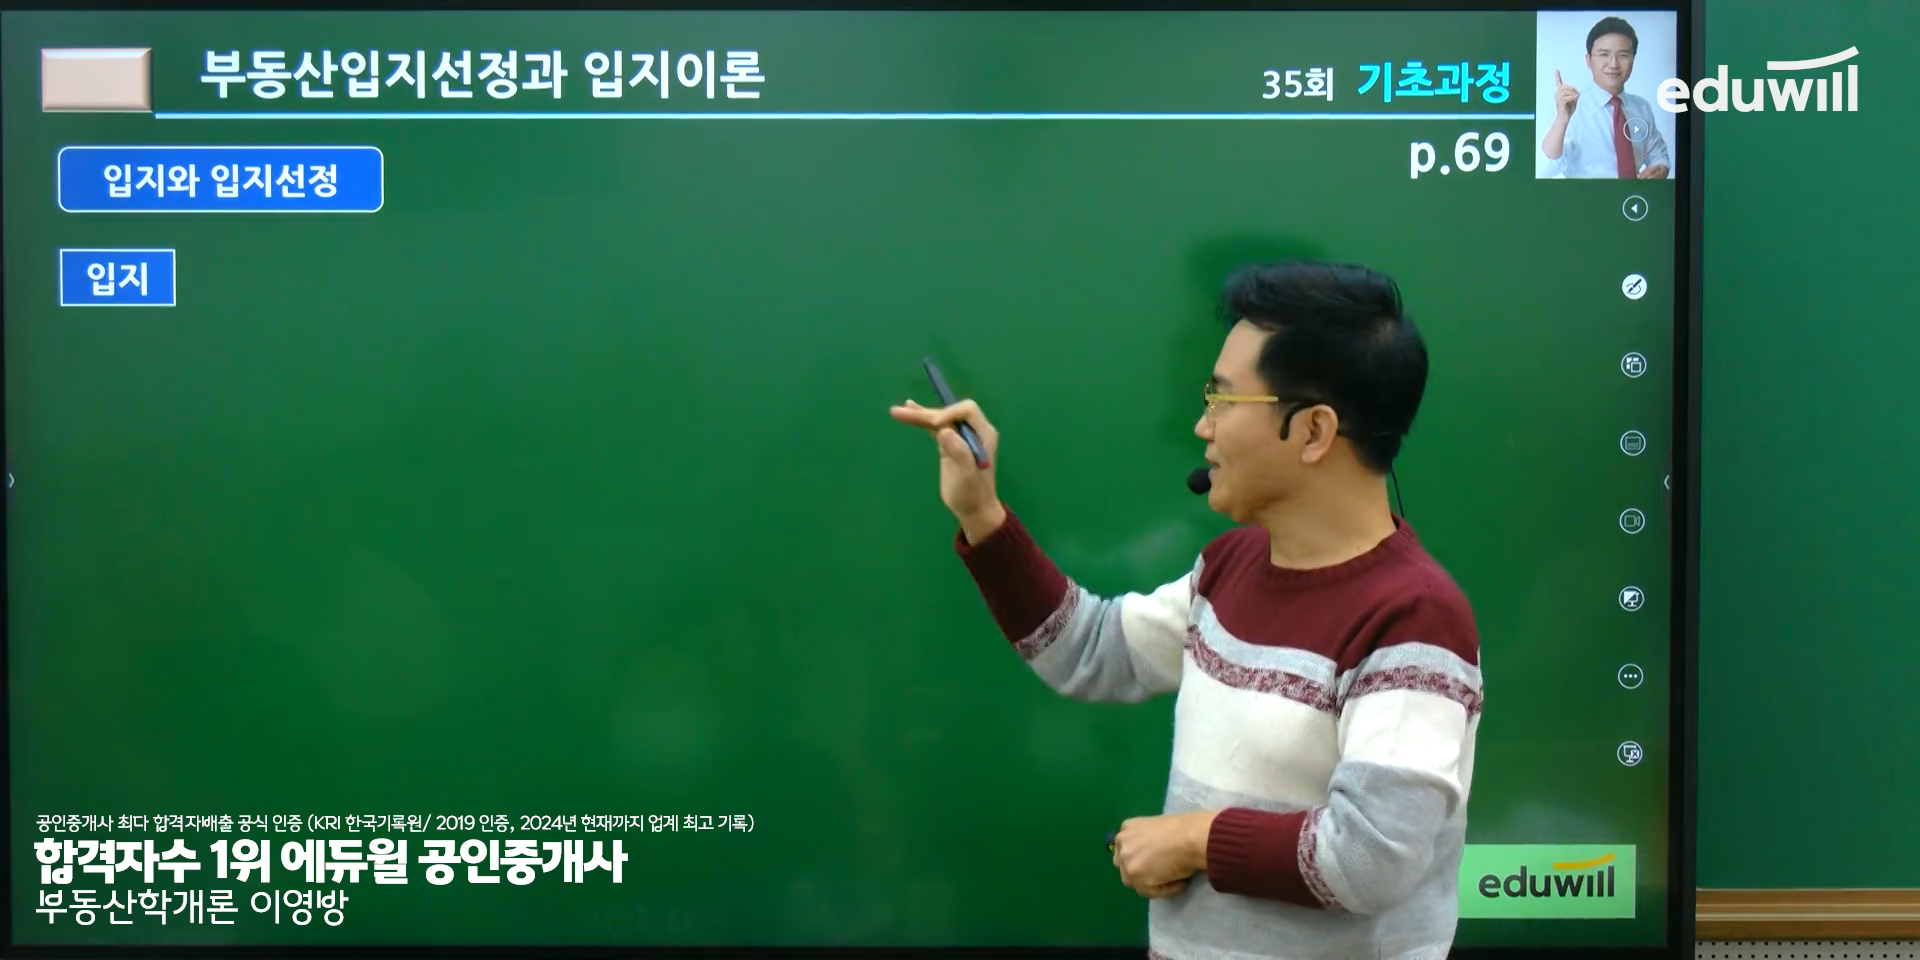 부동산입지선정과 입지이론
35회 기초과정
eduwill
p.69
입지와 입지선정
입지
공인중개사 최다 합격자배출 공식 인증 (KRI 한국기록원/ 2019 인증, 2024년 현재까지 업계 최고 기록)
합격자수 1위 에듀윌 공인중개사
부동산학개론 이영방
eduwill